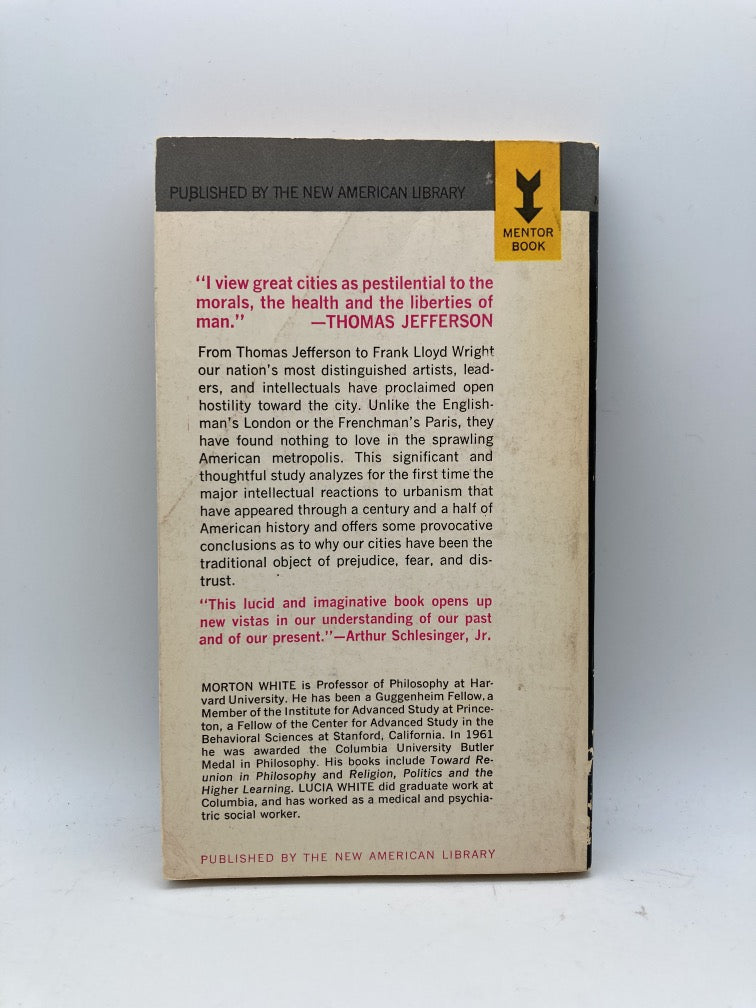 PUBLISHED BY THE NEW AMERICAN LIBRARY
MENTOR
BOOK
"I view great cities as pestilential to the
morals, the health and the liberties of
man." —THOMAS JEFFERSON
From Thomas Jefferson to Frank Lloyd Wright
our nation's most distinguished artists, lead-
ers, and intellectuals have proclaimed open
hostility toward the city. Unlike the English-
man's London or the Frenchman's Paris, they
have found nothing to love in the sprawling
American metropolis. This significant and
thoughtful study analyzes for the first time the
major intellectual reactions to urbanism that
have appeared through a century and a half of
American history and offers some provocative
conclusions as to why our cities have been the
traditional object of prejudice, fear, and dis-
trust.
"This lucid and imaginative book opens up
new vistas in our understanding of our past
and of our present."—Arthur Schlesinger, Jr.
MORTON WHITE is Professor of Philosophy at Har-
vard University. He has been a Guggenheim Fellow, a
Member of the Institute for Advanced Study at Prince-
ton, a Fellow of the Center for Advanced Study in the
Behavioral Sciences at Stanford, California. In 1961
he was awarded the Columbia University Butler
Medal in Philosophy. His books include Toward Re-
union in Philosophy and Religion, Politics and the
Higher Learning. LUCIA WHITE did graduate work at
Columbia, and has worked as a medical and psychia-
tric social worker.
PUBLISHED BY THE NEW AMERICAN LIBRARY